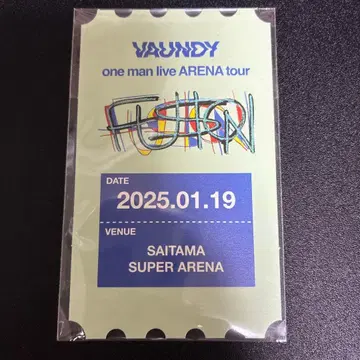 VAUNDY
one man live ARENA tour
FUSION
DATE
2025.01.19
VENUE
SAITAMA
SUPER ARENA